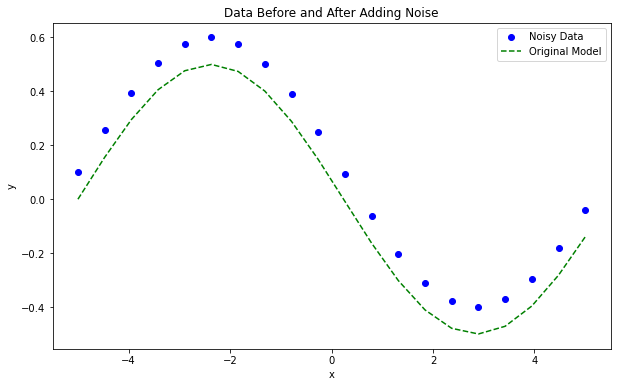 Data Before and After Adding Noise
Noisy Data
Original Model
0.6
0.4
0.2
0.0
−0.2
−0.4
y
−4
−2
0
2
4
x